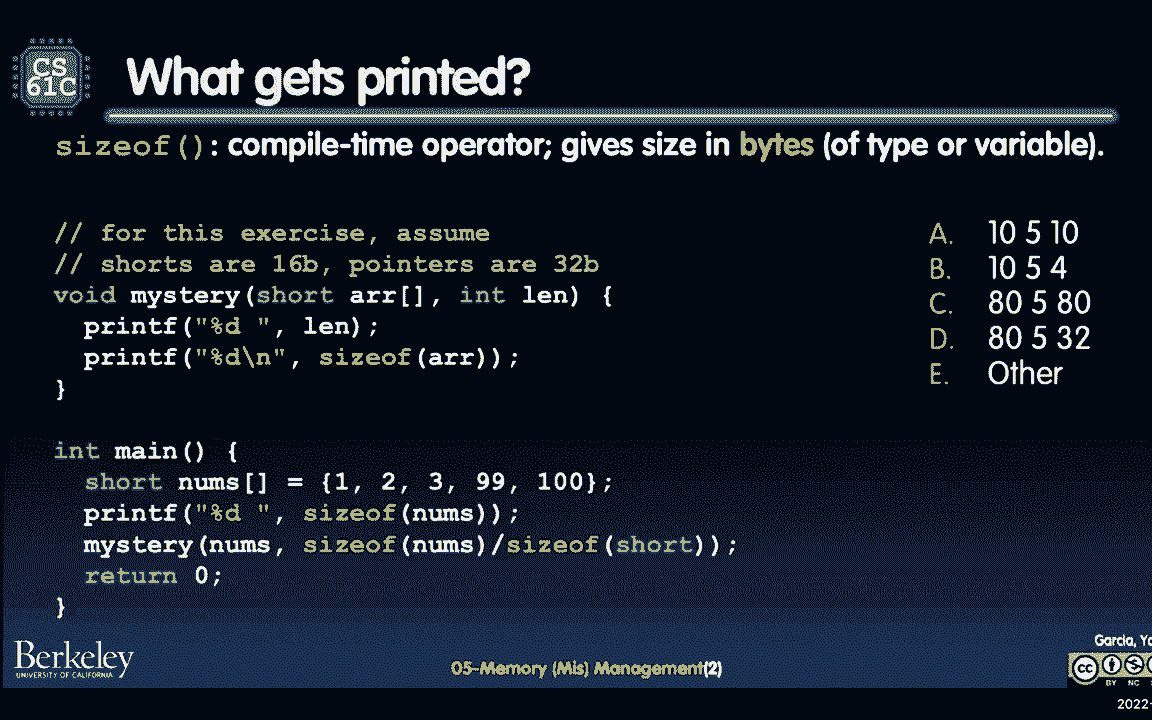 CS
61C
What gets printed?
sizeof(): compile-time operator; gives size in bytes (of type or variable).
// for this exercise, assume
// shorts are 16b, pointers are 32b
void mystery(short arr[], int len) {
printf("%d ", len);
printf("%d\n", sizeof(arr));
}
int main() {
short nums[] = {1, 2, 3, 99, 100};
printf("%d ", sizeof(nums));
mystery(nums, sizeof(nums)/sizeof(short));
return 0;
}
A. 10 5 10
B. 10 5 4
C. 80 5 80
D. 80 5 32
E. Other
Berkeley
UNIVERSITY OF CALIFORNIA
05-Memory (Mis) Management(2)
Garcia,
cc
BY NC
2022-